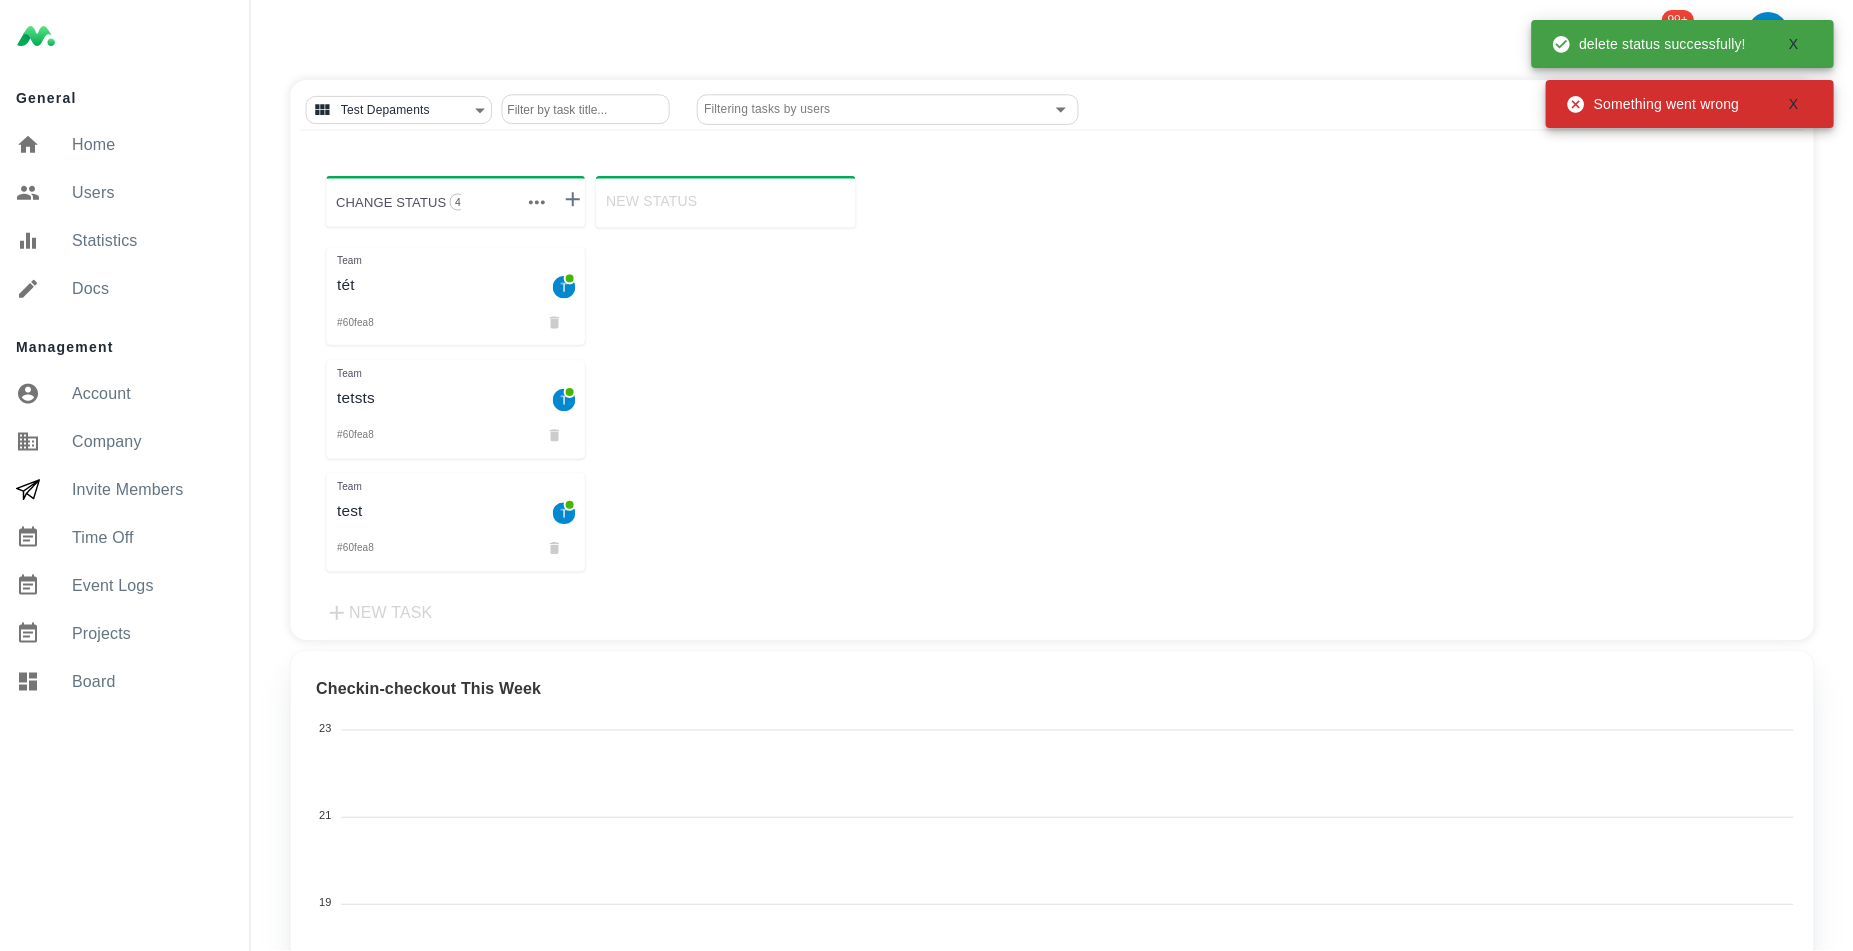 delete status successfully! X
General
Test Depaments
Filter by task title...
Filtering tasks by users
Something went wrong X
Home
Users
CHANGE STATUS 4
NEW STATUS
Statistics
Team
tét
T
Docs
#60fea8
Management
Team
Account
tetsts
T
#60fea8
Company
Team
Invite Members
test
T
Time Off
#60fea8
Event Logs
NEW TASK
Projects
Board
Checkin-checkout This Week
23
21
19